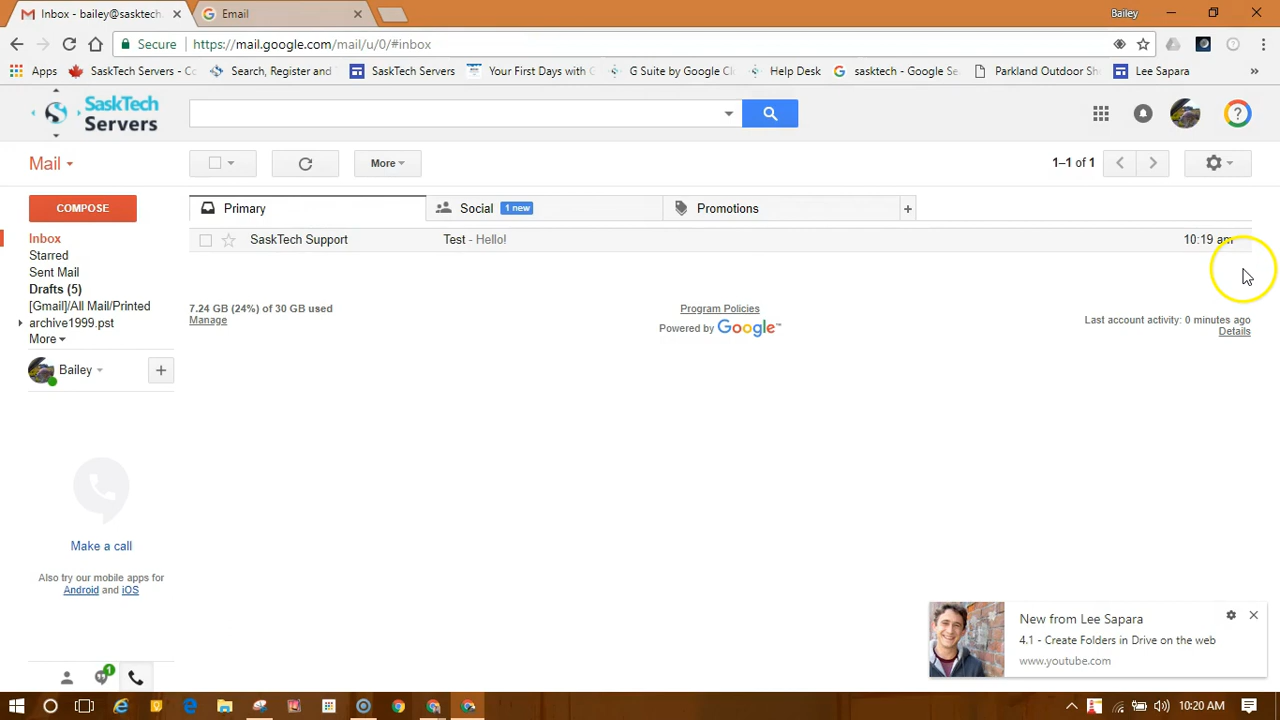 Inbox - bailey@sasktech.
Email
Bailey
Secure
https://mail.google.com/mail/u/0/#inbox
Apps
SaskTech Servers - Co
Search, Register and
SaskTech Servers
Your First Days with
G Suite by Google Cl
Help Desk
sasktech - Google Se
Parkland Outdoor Sh
Lee Sapara
»
SaskTech
Servers
Mail
More
1–1 of 1
COMPOSE
Primary
Social
1 new
Promotions
+
Inbox
Starred
Sent Mail
Drafts (5)
[Gmail]/All Mail/Printed
archive1999.pst
More
SaskTech Support
Test - Hello!
10:19 am
7.24 GB (24%) of 30 GB used
Manage
Program Policies
Powered by Google™
Last account activity: 0 minutes ago
Details
Bailey
+
Make a call
Also try our mobile apps for
Android and iOS
1
New from Lee Sapara
4.1 - Create Folders in Drive on the web
www.youtube.com
10:20 AM